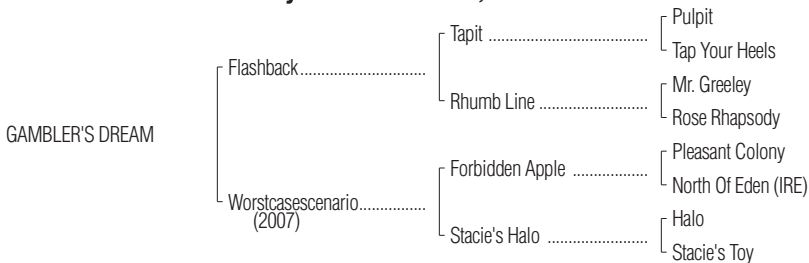 Pulpit
Tapit ................................................
Tap Your Heels
Flashback..............................
Mr. Greeley
Rhumb Line ................................
Rose Rhapsody
GAMBLER'S DREAM
Pleasant Colony
Forbidden Apple ......................
North Of Eden (IRE)
Worstcasescenario................
(2007)
Halo
Stacie's Halo .............................
Stacie's Toy